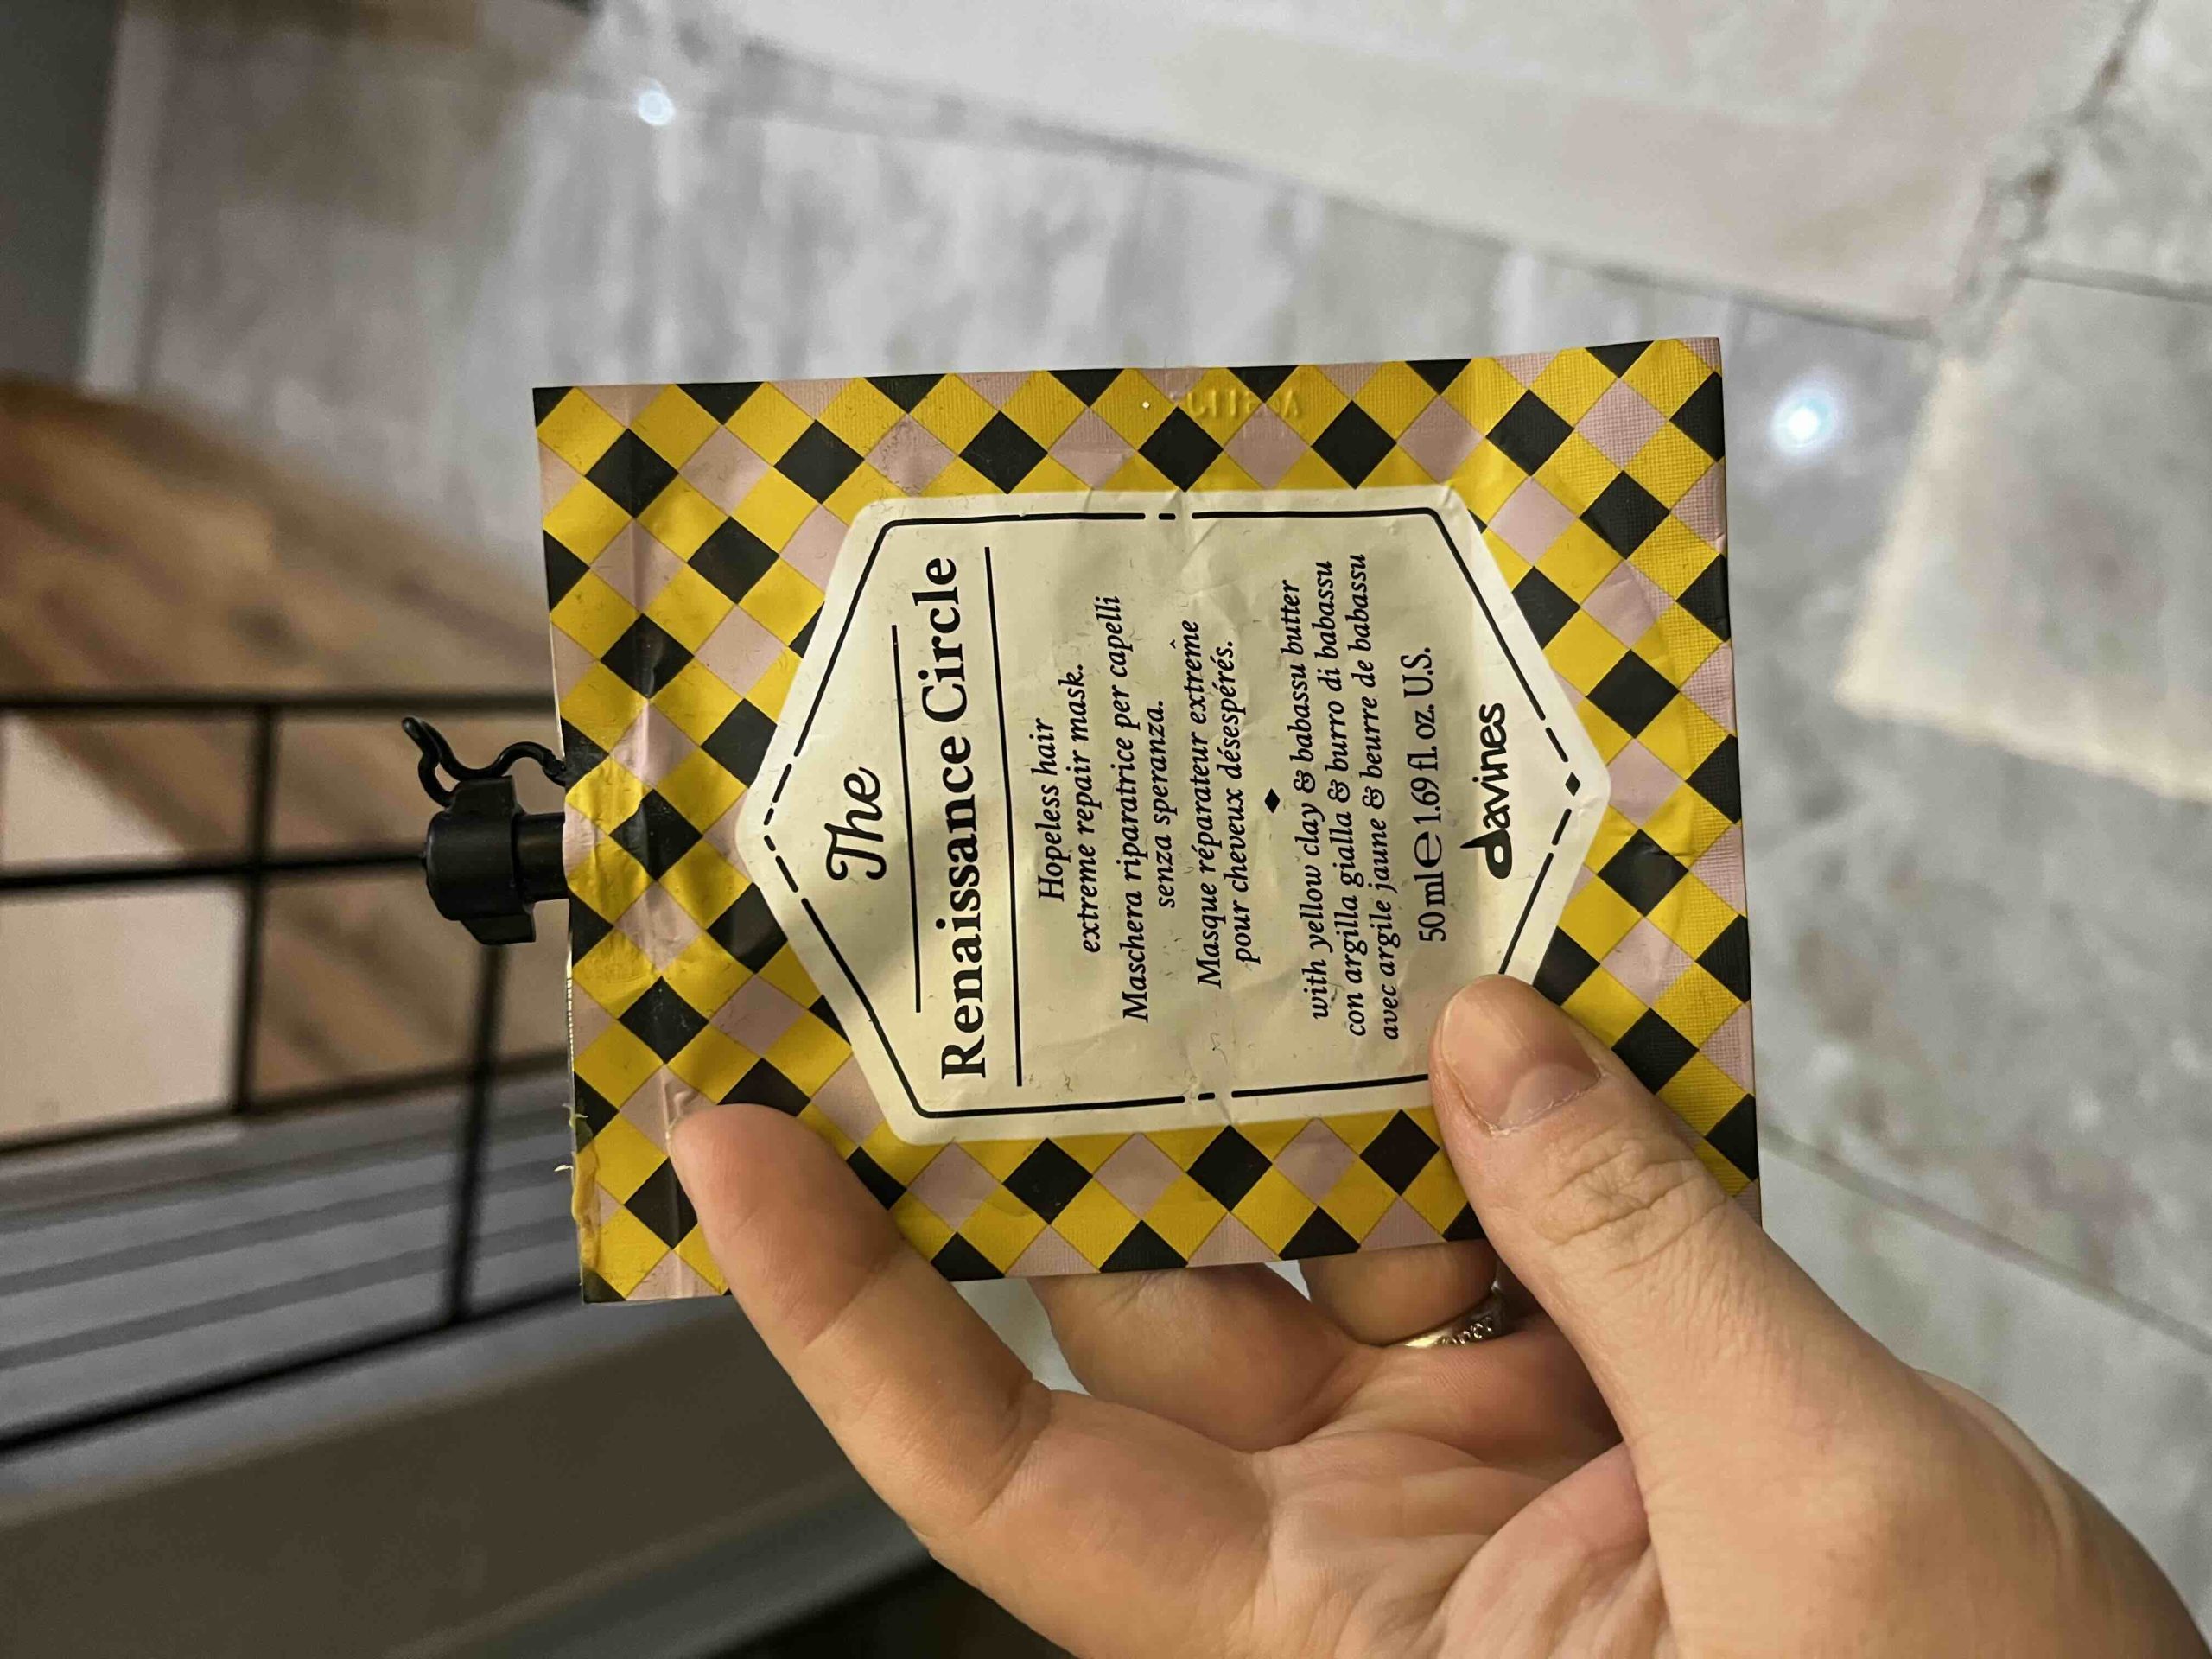 The
Renaissance Circle
Hopeless hair
extreme repair mask.
Maschera riparatrice per capelli
senza speranza.
Masque réparateur extrême
pour cheveux désespérés.
with yellow clay & babassu butter
con argilla gialla & burro di babassu
avec argile jaune & beurre de babassu
50 ml ℮ 1.69 fl. oz. U.S.
davines